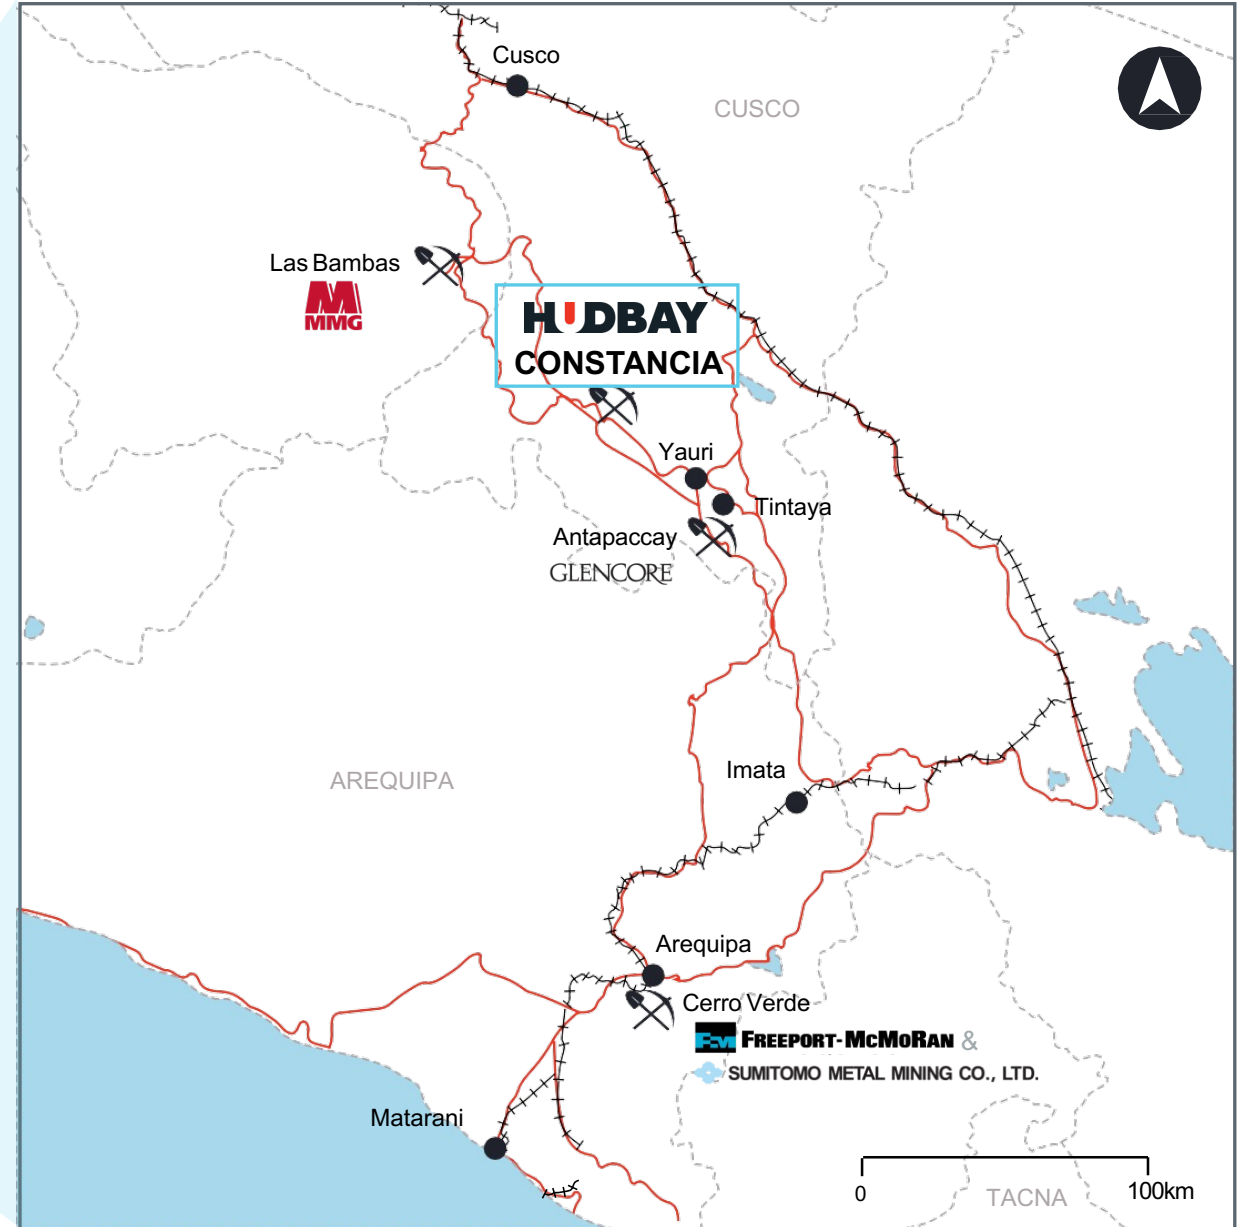 Cusco
CUSCO
Las Bambas
MMG
HUDBAY
CONSTANCIA
Yauri
Tintaya
Antapaccay
GLENCORE
Imata
AREQUIPA
Arequipa
Cerro Verde
FM FREEPORT-MCMORAN &
SUMITOMO METAL MINING CO., LTD.
Matarani
0
100km
TACNA